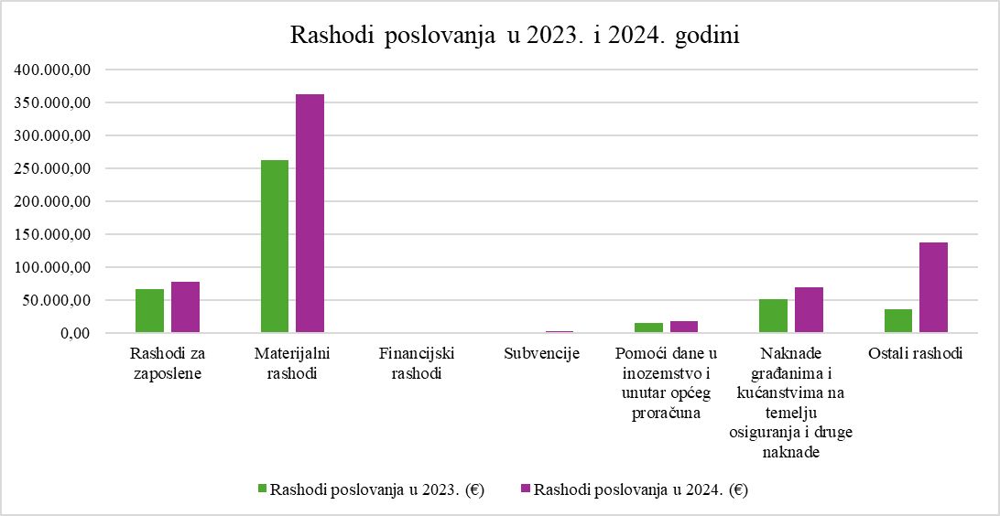 Rashodi poslovanja u 2023. i 2024. godini
400.000,00
350.000,00
300.000,00
250.000,00
200.000,00
150.000,00
100.000,00
50.000,00
0,00
Rashodi za
zaposlene
Materijalni
rashodi
Financijski
rashodi
Subvencije
Pomoći dane u
inozemstvo i
unutar općeg
proračuna
Naknade
građanima i
kućanstvima na
temelju
osiguranja i druge
naknade
Ostali rashodi
Rashodi poslovanja u 2023. (€)
Rashodi poslovanja u 2024. (€)